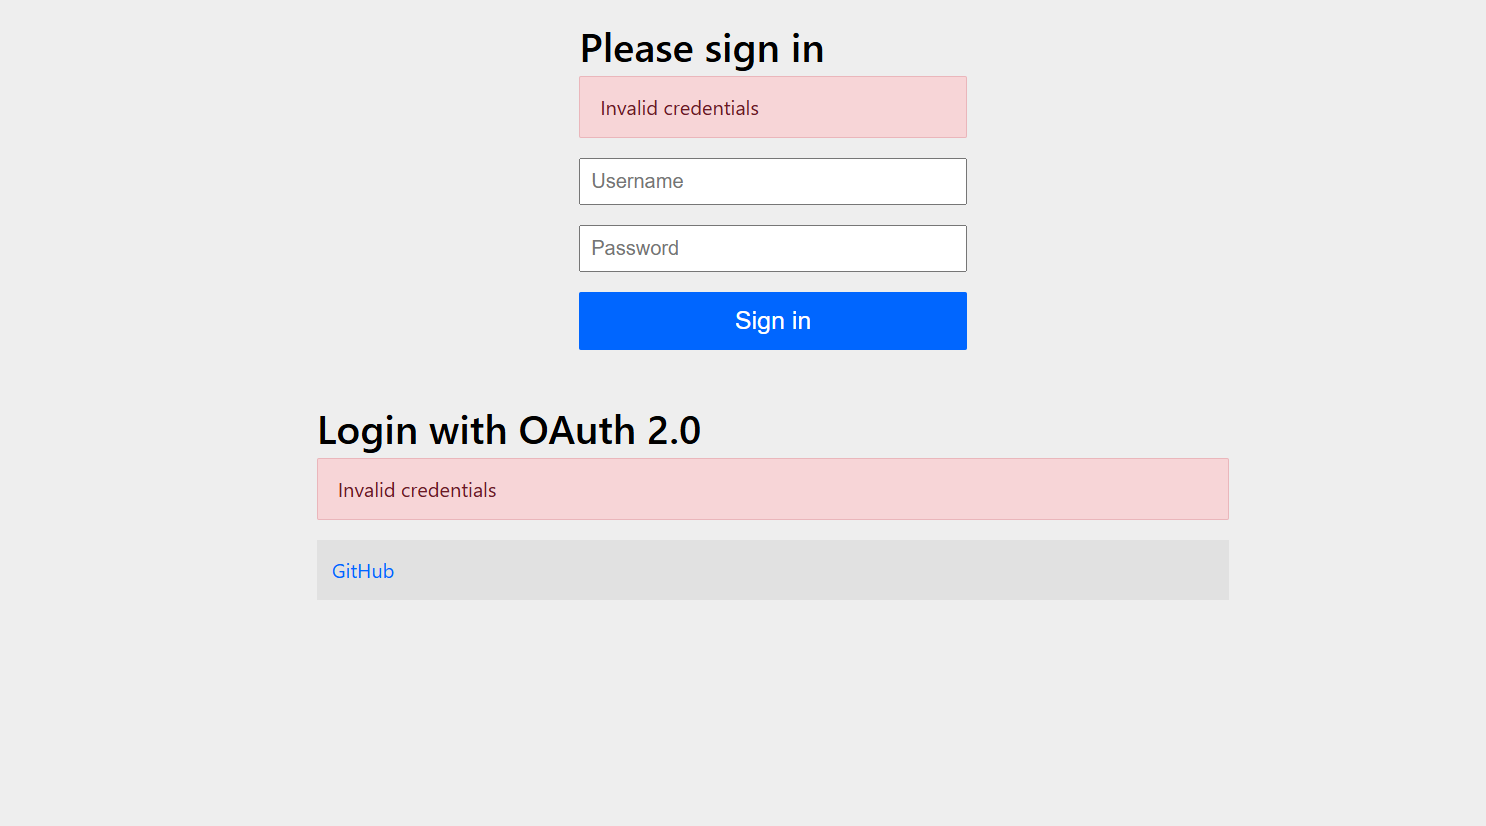 Please sign in
Invalid credentials
Username
Password
Sign in
Login with OAuth 2.0
Invalid credentials
GitHub